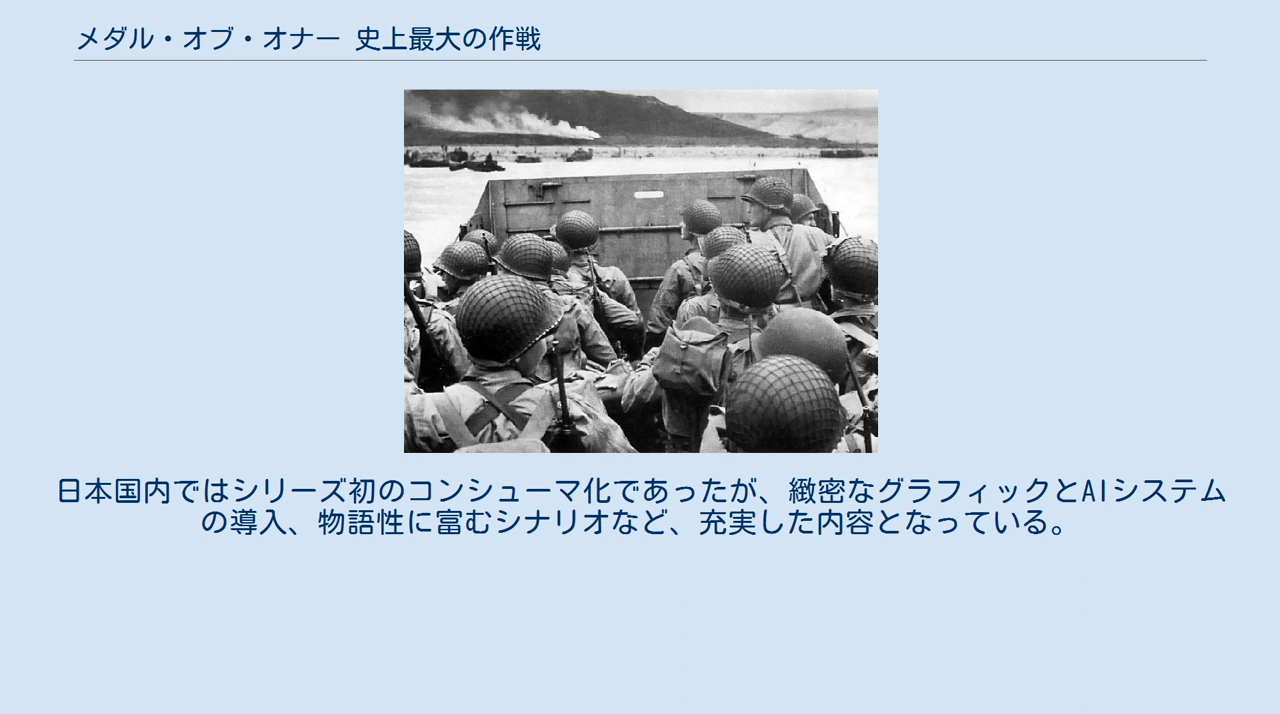 メダル・オブ・オナー 史上最大の作戦
日本国内ではシリーズ初のコンシューマ化であったが、緻密なグラフィックとAIシステム
の導入、物語性に富むシナリオなど、充実した内容となっている。